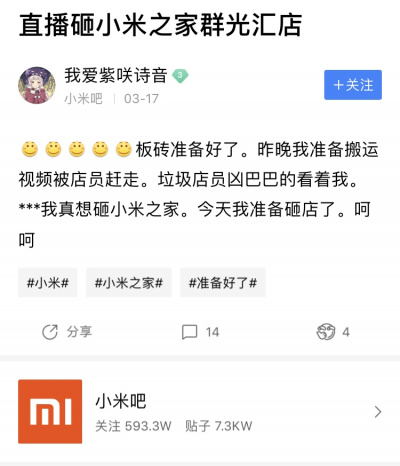 直播砸小米之家群光汇店
我爱紫咲诗音 3
小米吧 | 03-17
+关注
板砖准备好了。昨晚我准备搬运
视频被店员赶走。垃圾店员凶巴巴的看着我。
***我真想砸小米之家。今天我准备砸店了。呵
呵
#小米# #小米之家# #准备好了#
分享 14 4
小米吧
关注 593.3W 贴子 7.3KW